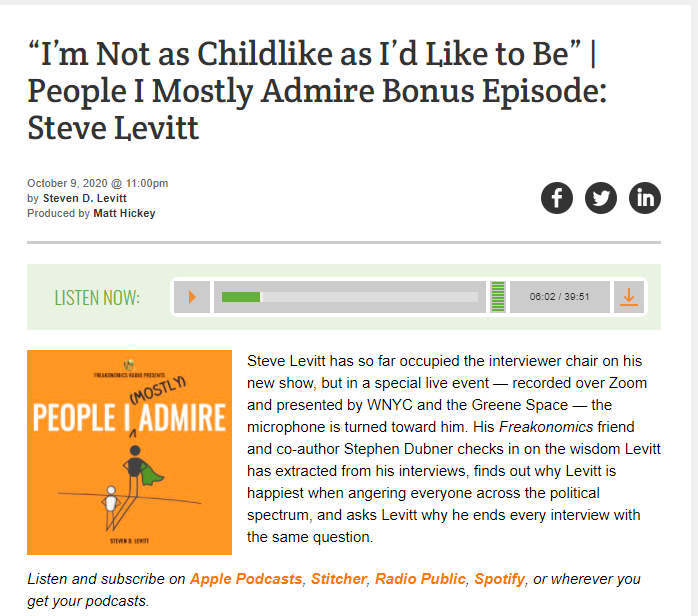 “I’m Not as Childlike as I’d Like to Be” |
People I Mostly Admire Bonus Episode:
Steve Levitt
October 9, 2020 @ 11:00pm
by Steven D. Levitt
Produced by Matt Hickey
LISTEN NOW:
06:02 / 39:51
FREAKONOMICS RADIO PRESENTS
(MOSTLY)
PEOPLE I ADMIRE
STEVEN D. LEVITT
Steve Levitt has so far occupied the interviewer chair on his
new show, but in a special live event — recorded over Zoom
and presented by WNYC and the Greene Space — the
microphone is turned toward him. His Freakonomics friend
and co-author Stephen Dubner checks in on the wisdom Levitt
has extracted from his interviews, finds out why Levitt is
happiest when angering everyone across the political
spectrum, and asks Levitt why he ends every interview with
the same question.
Listen and subscribe on Apple Podcasts, Stitcher, Radio Public, Spotify, or wherever you
get your podcasts.